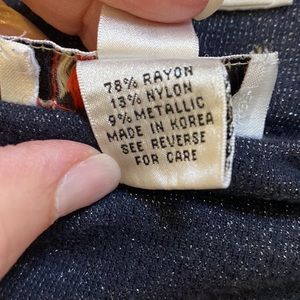 78% RAYON
13% NYLON
9% METALLIC
MADE IN KOREA
SEE REVERSE
FOR CARE